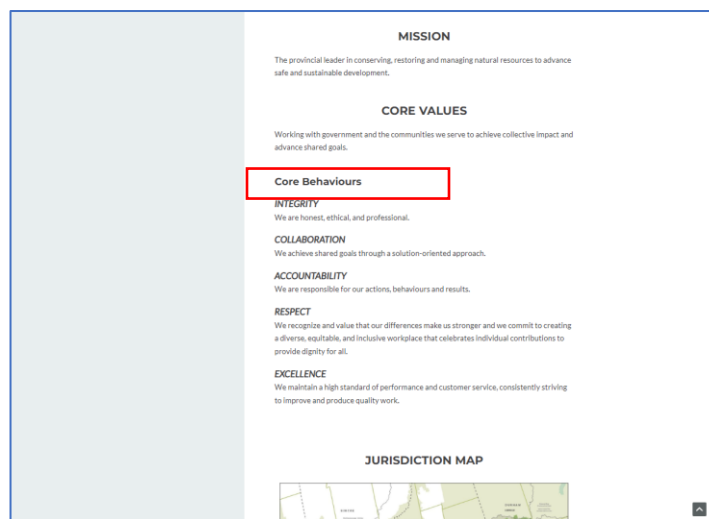 MISSION
The provincial leader in conserving, restoring and managing natural resources to advance
safe and sustainable development.
CORE VALUES
Working with government and the communities we serve to achieve collective impact and
advance shared goals.
Core Behaviours
INTEGRITY
We are honest, ethical, and professional.
COLLABORATION
We achieve shared goals through a solution-oriented approach.
ACCOUNTABILITY
We are responsible for our actions, behaviours and results.
RESPECT
We recognize and value that our differences make us stronger and we commit to creating
a diverse, equitable, and inclusive workplace that celebrates individual contributions to
provide dignity for all.
EXCELLENCE
We maintain a high standard of performance and customer service, consistently striving
to improve and produce quality work.
JURISDICTION MAP